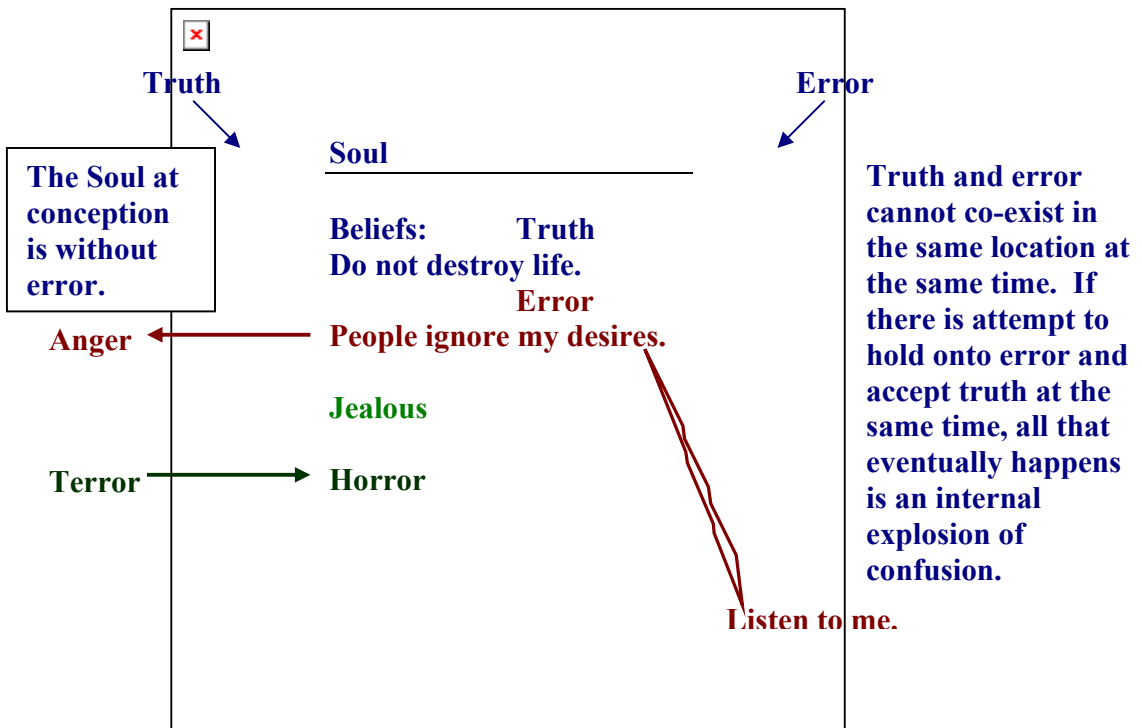 Truth
Error
The Soul at
conception
is without
error.
Soul
Beliefs: Truth
Do not destroy life.
Error
People ignore my desires.
Anger
Jealous
Terror
Horror
Listen to me.
Truth and error
cannot co-exist in
the same location at
the same time. If
there is attempt to
hold onto error and
accept truth at the
same time, all that
eventually happens
is an internal
explosion of
confusion.